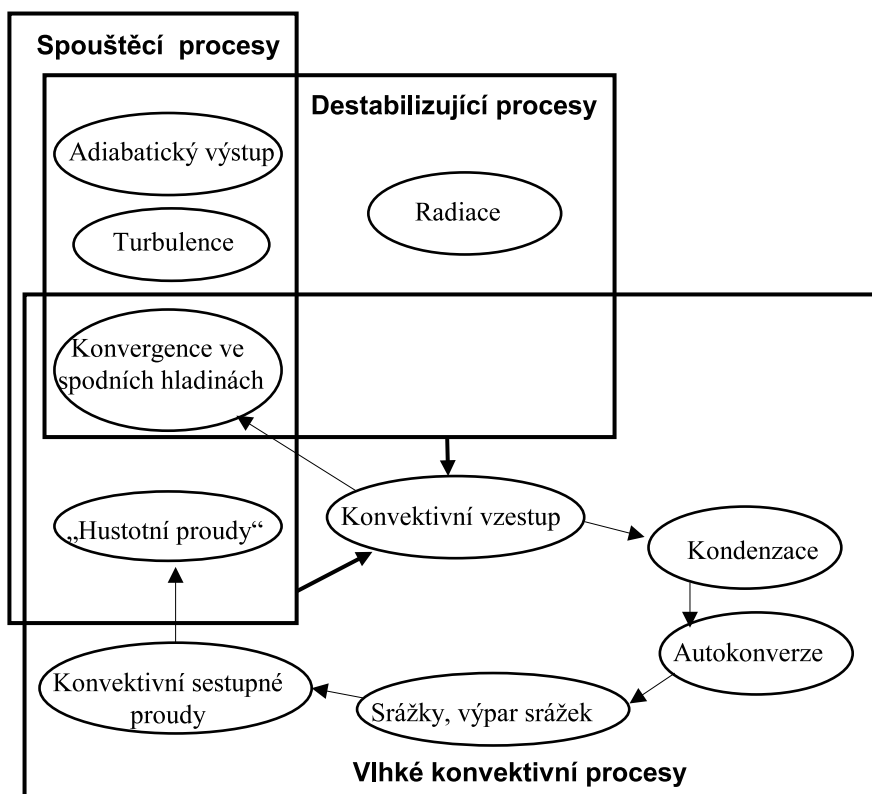 Spouštěcí procesy
Destabilizující procesy
Adiabatický výstup
Radiace
Turbulence
Konvergence ve
spodních hladinách
„Hustotní proudy“
Konvektivní vzestup
Kondenzace
Autokonverze
Konvektivní sestupné
proudy
Srážky, výpar srážek
Vlhké konvektivní procesy